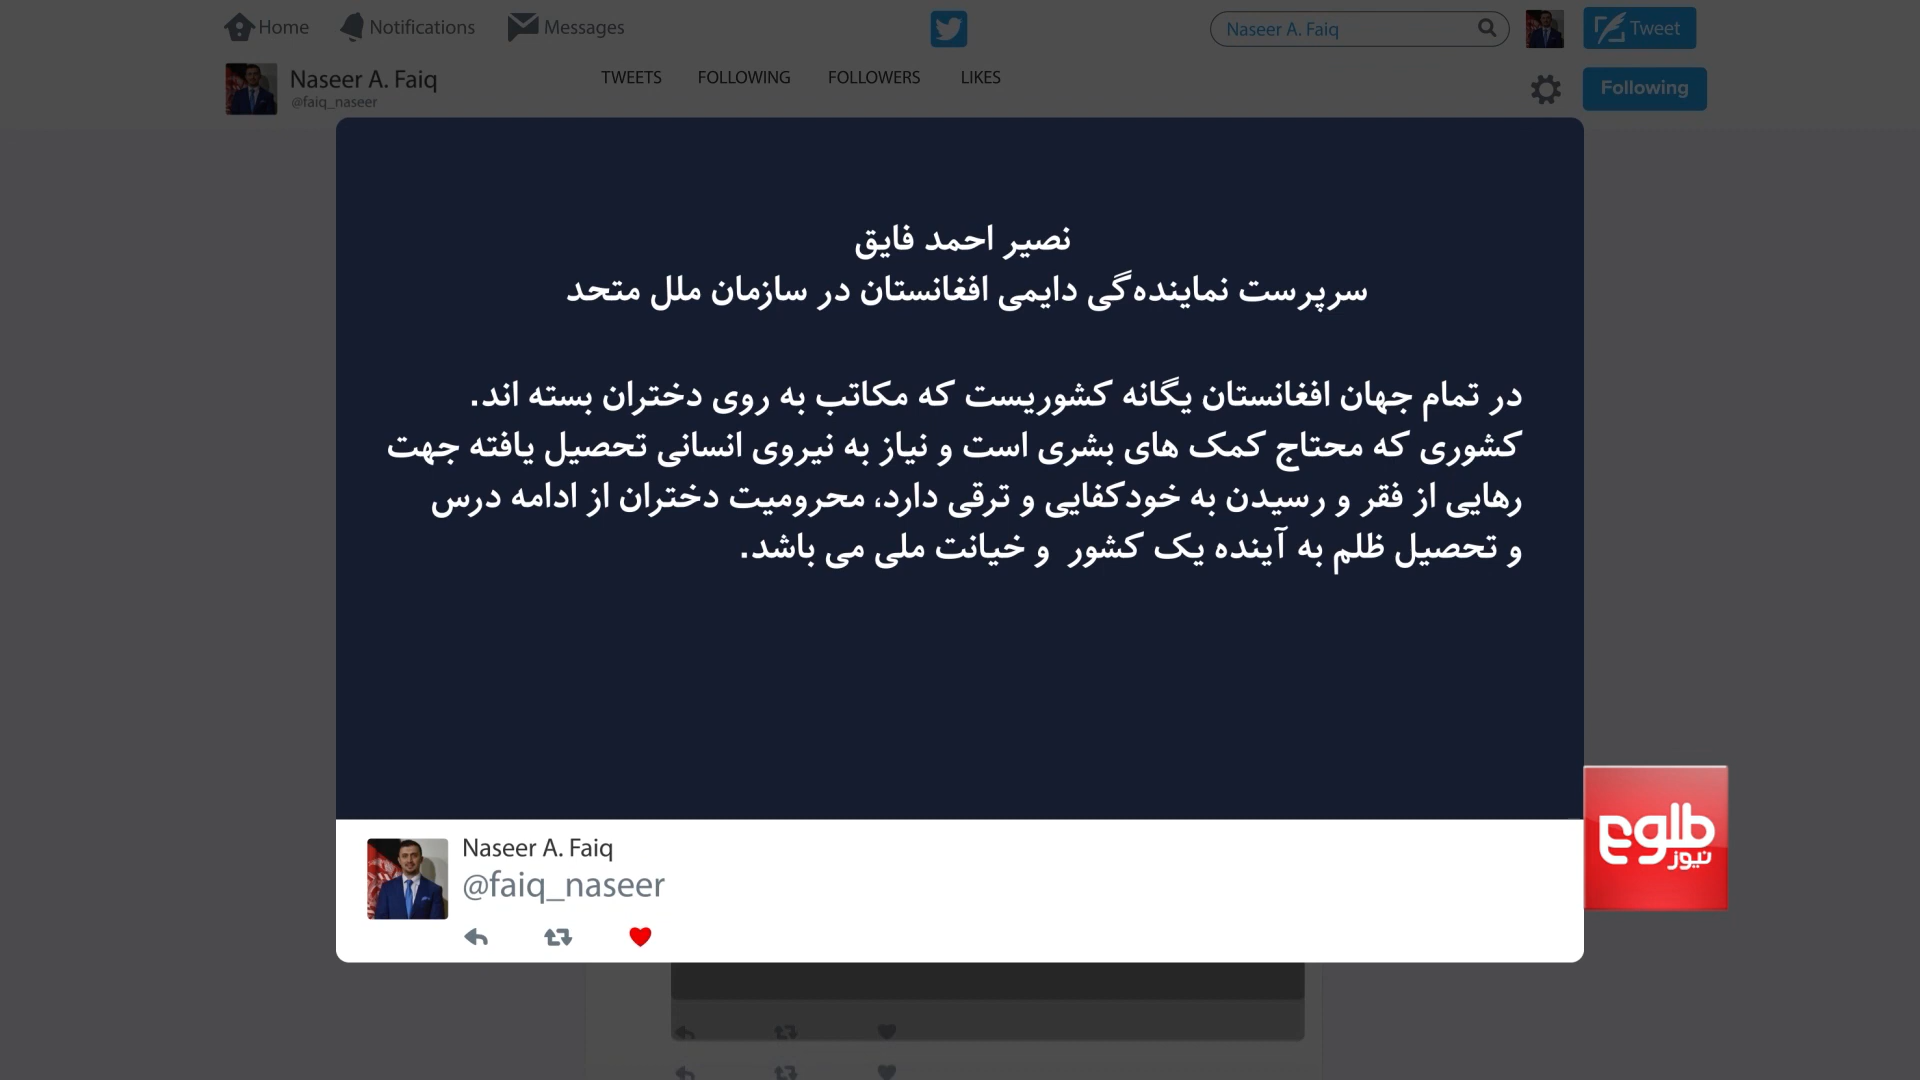 Home Notifications Messages Naseer A. Faiq Tweet
Naseer A. Faiq
@faiq_naseer
TWEETS FOLLOWING FOLLOWERS LIKES
Following
نصیر احمد فایق
سرپرست نماینده‌گی دایمی افغانستان در سازمان ملل متحد
در تمام جهان افغانستان یگانه کشوریست که مکاتب به روی دختران بسته اند.
کشوری که محتاج کمک های بشری است و نیاز به نیروی انسانی تحصیل یافته جهت
رهایی از فقر و رسیدن به خودکفایی و ترقی دارد، محرومیت دختران از ادامه درس
و تحصیل ظلم به آینده یک کشور و خیانت ملی می باشد.
طلوع
نیوز
Naseer A. Faiq
@faiq_naseer